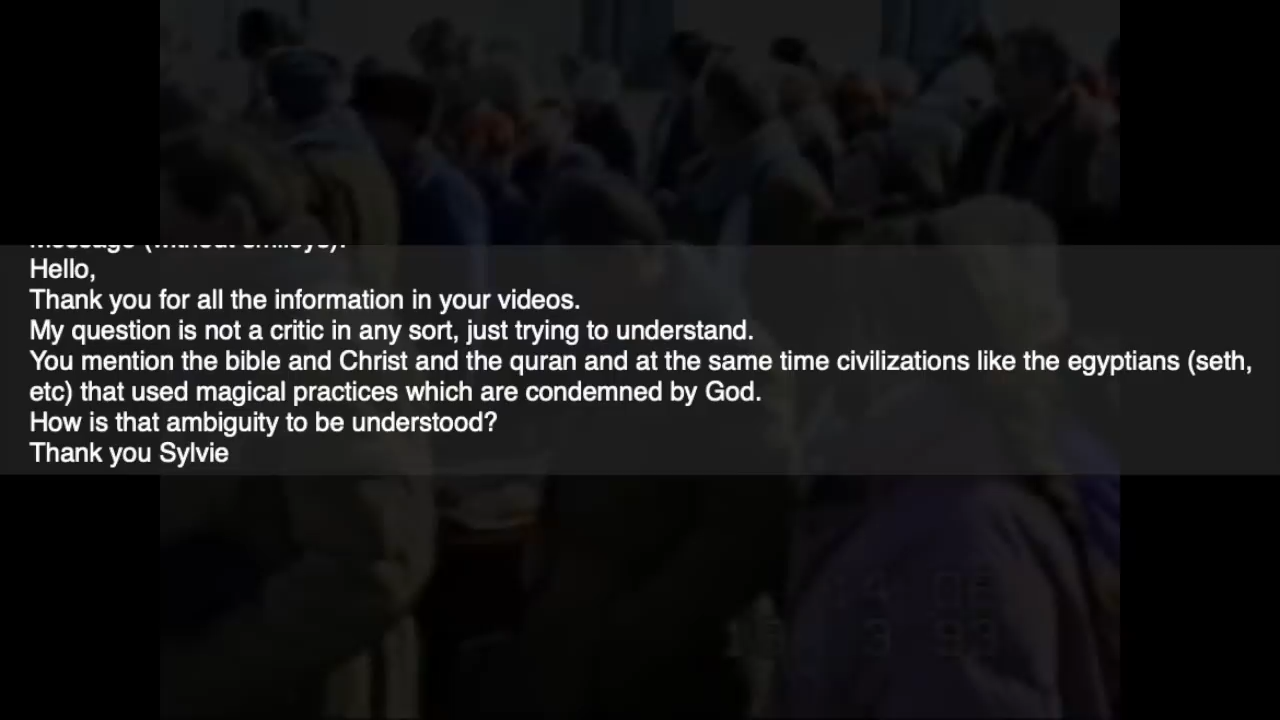 Message (without smileys):
Hello,
Thank you for all the information in your videos.
My question is not a critic in any sort, just trying to understand.
You mention the bible and Christ and the quran and at the same time civilizations like the egyptians (seth,
etc) that used magical practices which are condemned by God.
How is that ambiguity to be understood?
Thank you Sylvie